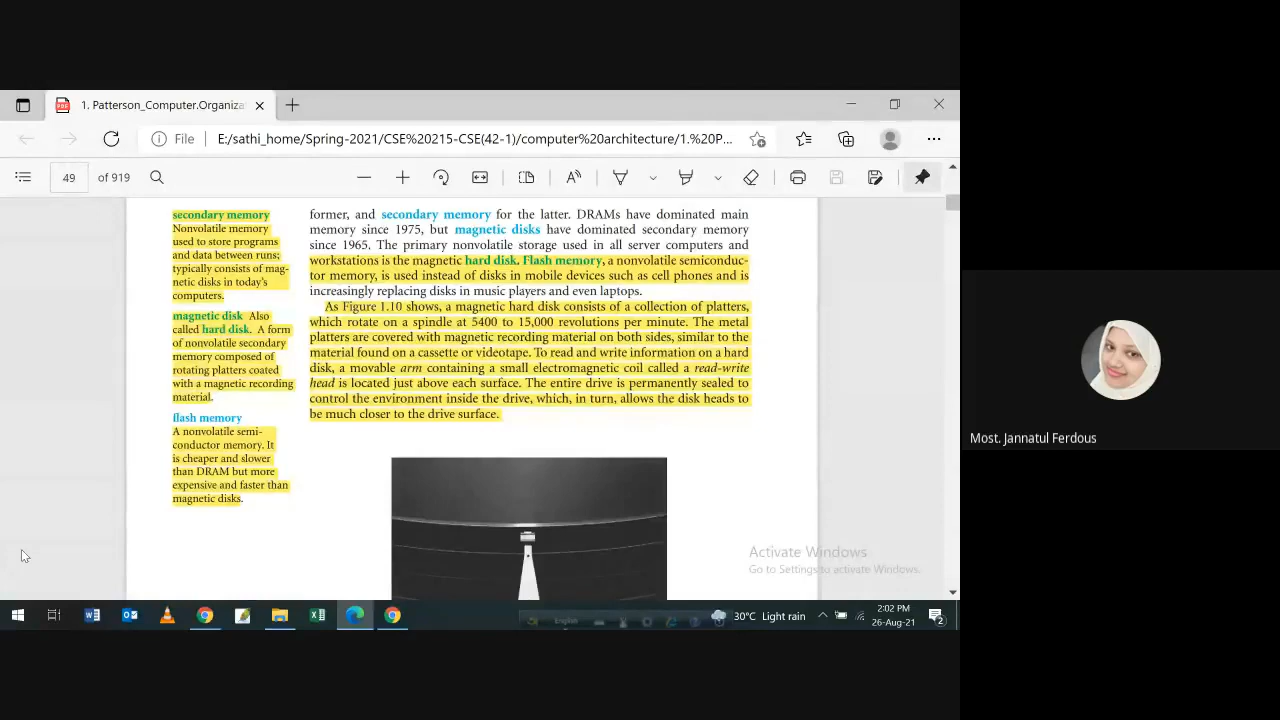 1. Patterson_Computer.Organiza
File
E:/sathi_home/Spring-2021/CSE%20215-CSE(42-1)/computer%20architecture/1.%20P...
49
of 919
secondary memory
Nonvolatile memory
used to store programs
and data between runs;
typically consists of mag-
netic disks in today's
computers.
magnetic disk Also
called hard disk. A form
of nonvolatile secondary
memory composed of
rotating platters coated
with a magnetic recording
material.
flash memory
A nonvolatile semi-
conductor memory. It
is cheaper and slower
than DRAM but more
expensive and faster than
magnetic disks.
former, and secondary memory for the latter. DRAMs have dominated main
memory since 1975, but magnetic disks have dominated secondary memory
since 1965. The primary nonvolatile storage used in all server computers and
workstations is the magnetic hard disk. Flash memory, a nonvolatile semiconduc-
tor memory, is used instead of disks in mobile devices such as cell phones and is
increasingly replacing disks in music players and even laptops.
As Figure 1.10 shows, a magnetic hard disk consists of a collection of platters,
which rotate on a spindle at 5400 to 15,000 revolutions per minute. The metal
platters are covered with magnetic recording material on both sides, similar to the
material found on a cassette or videotape. To read and write information on a hard
disk, a movable arm containing a small electromagnetic coil called a read-write
head is located just above each surface. The entire drive is permanently sealed to
control the environment inside the drive, which, in turn, allows the disk heads to
be much closer to the drive surface.
Activate Windows
Go to Settings to activate Windows.
English
30°C Light rain
2:02 PM
26-Aug-21
2
Most. Jannatul Ferdous